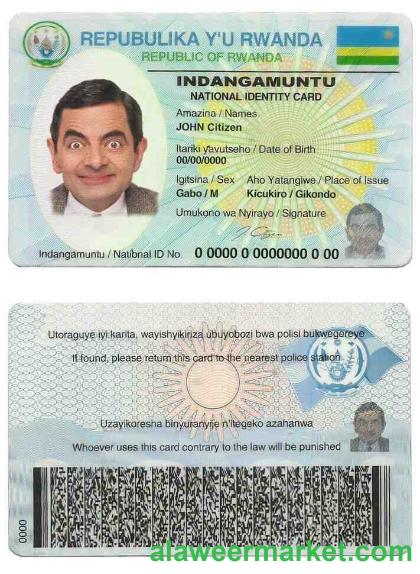 REPUBULIKA Y'U RWANDA
REPUBLIC OF RWANDA
INDANGAMUNTU
NATIONAL IDENTITY CARD
Amazina / Names
JOHN Citizen
Itariki y'avutseho / Date of Birth
00/00/0000
Igitsina / Sex Aho Yatangiwe / Place of Issue
Gabo / M Kicukiro / Gikondo
Umukono wa Nyirayo / Signature
Indangamuntu / National ID No. 0 0000 0 0000000 0 00
Utoraguye iyi karita, wayishyikiriza ubuyobozi bwa polisi bukwegereye
If found, please return this card to the nearest police station
Uzayikoresha binyuranyije n'itegeko azahanwa
Whoever uses this card contrary to the law will be punished
0000
alaweermarket.com